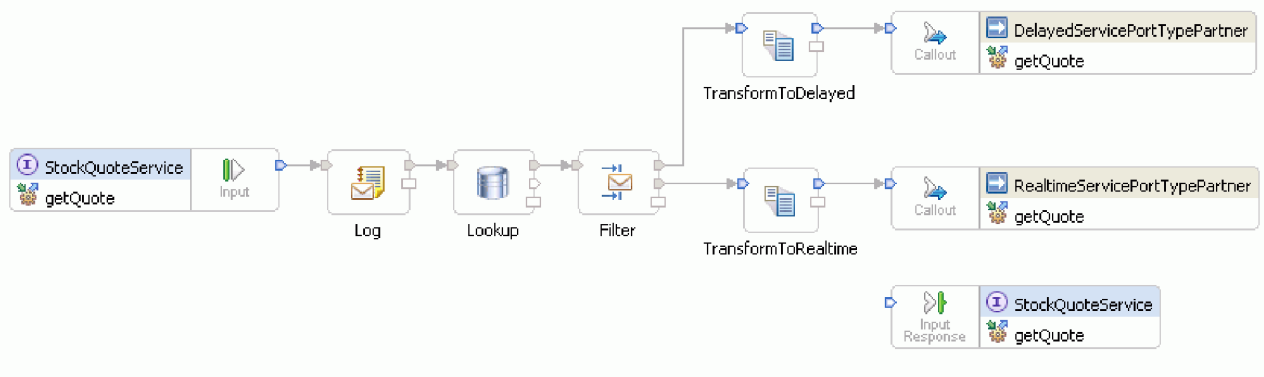 DelayedServicePortTypePartner
Callout
getQuote
TransformToDelayed
I StockQuoteService
Input
getQuote
Log
Lookup
Filter
RealtimeServicePortTypePartner
Callout
getQuote
TransformToRealtime
I StockQuoteService
Input
Response
getQuote